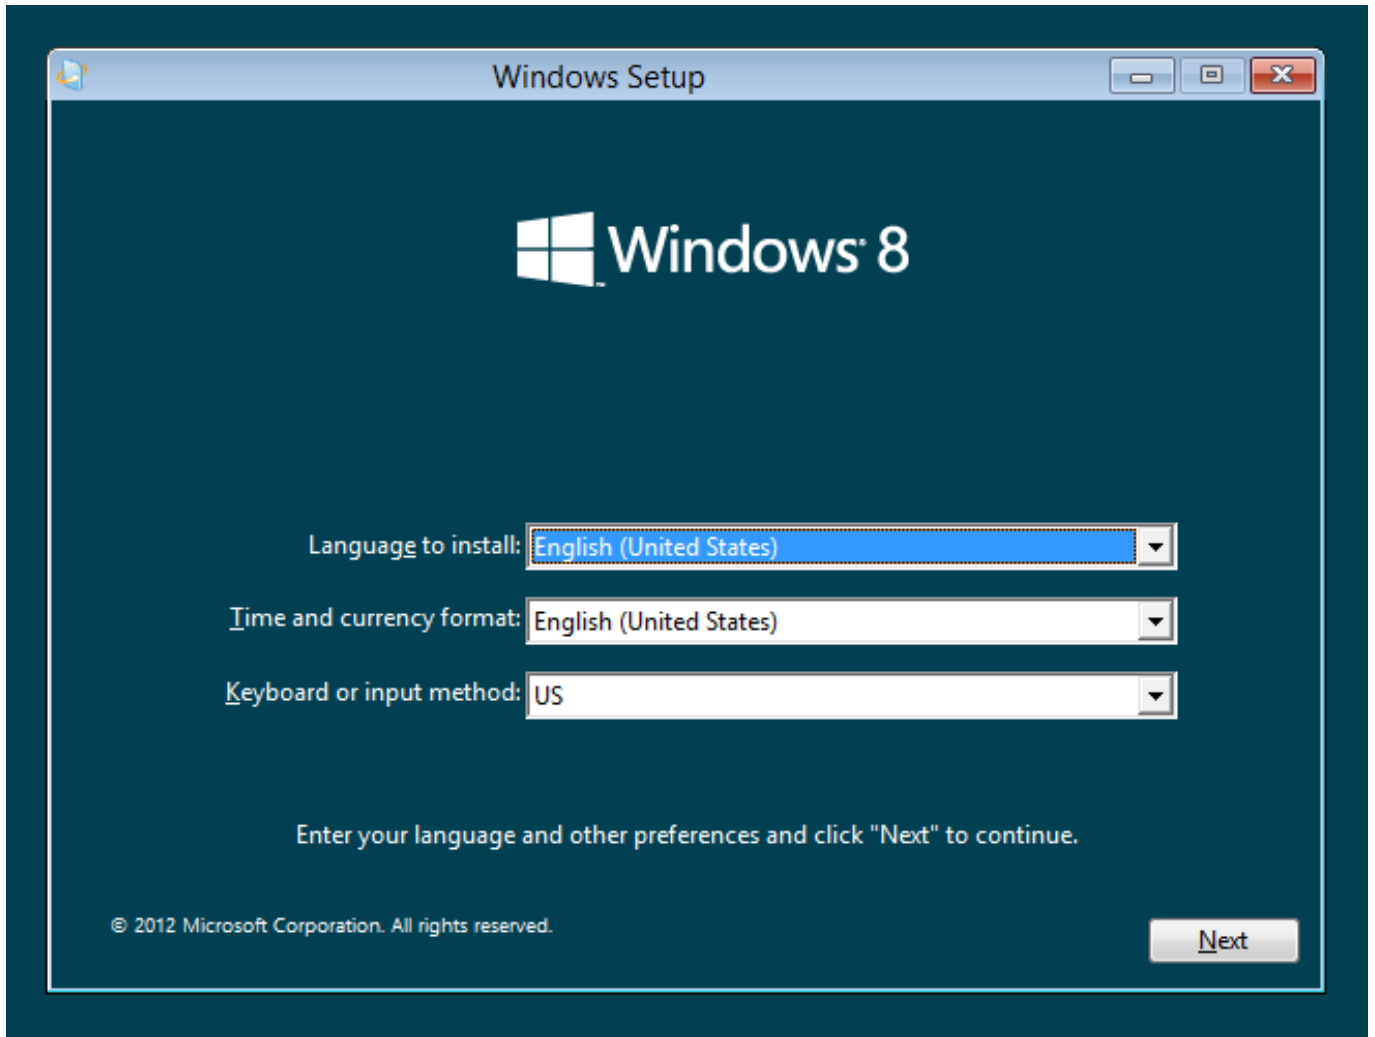 Windows Setup
Windows® 8
™
Language to install: English (United States)
Time and currency format: English (United States)
Keyboard or input method: US
Enter your language and other preferences and click "Next" to continue.
© 2012 Microsoft Corporation. All rights reserved.
Next